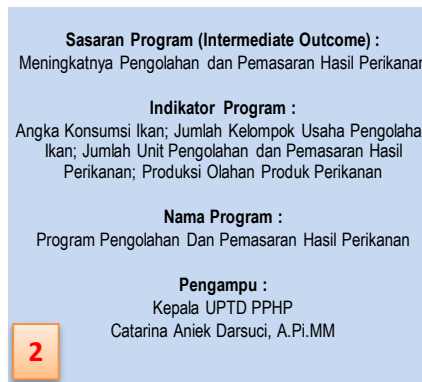 Sasaran Program (Intermediate Outcome) :
Meningkatnya Pengolahan dan Pemasaran Hasil Perikanan
Indikator Program :
Angka Konsumsi Ikan; Jumlah Kelompok Usaha Pengolaha
Ikan; Jumlah Unit Pengolahan dan Pemasaran Hasil
Perikanan; Produksi Olahan Produk Perikanan
Nama Program :
Program Pengolahan Dan Pemasaran Hasil Perikanan
Pengampu :
Kepala UPTD PPHP
Catarina Aniek Darsuci, A.Pi.MM
2